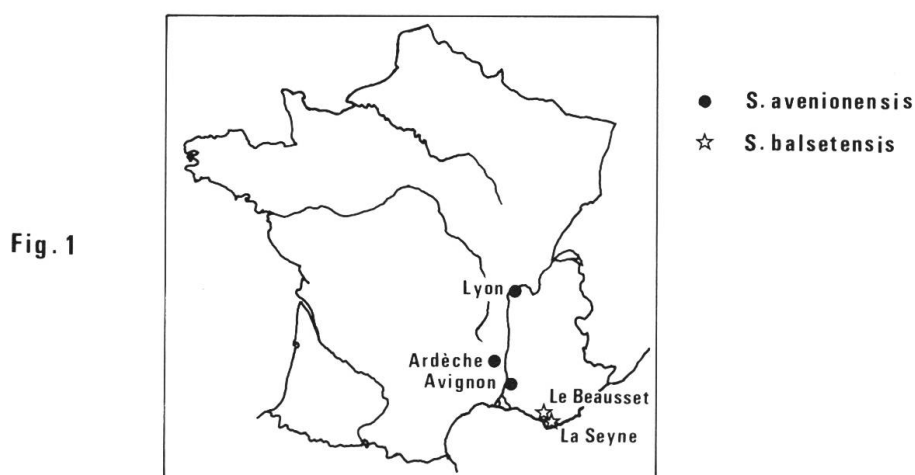 S. avenionensis
S. balsetensis
Fig. 1
Lyon
Ardèche
Avignon
Le Beausset
La Seyne